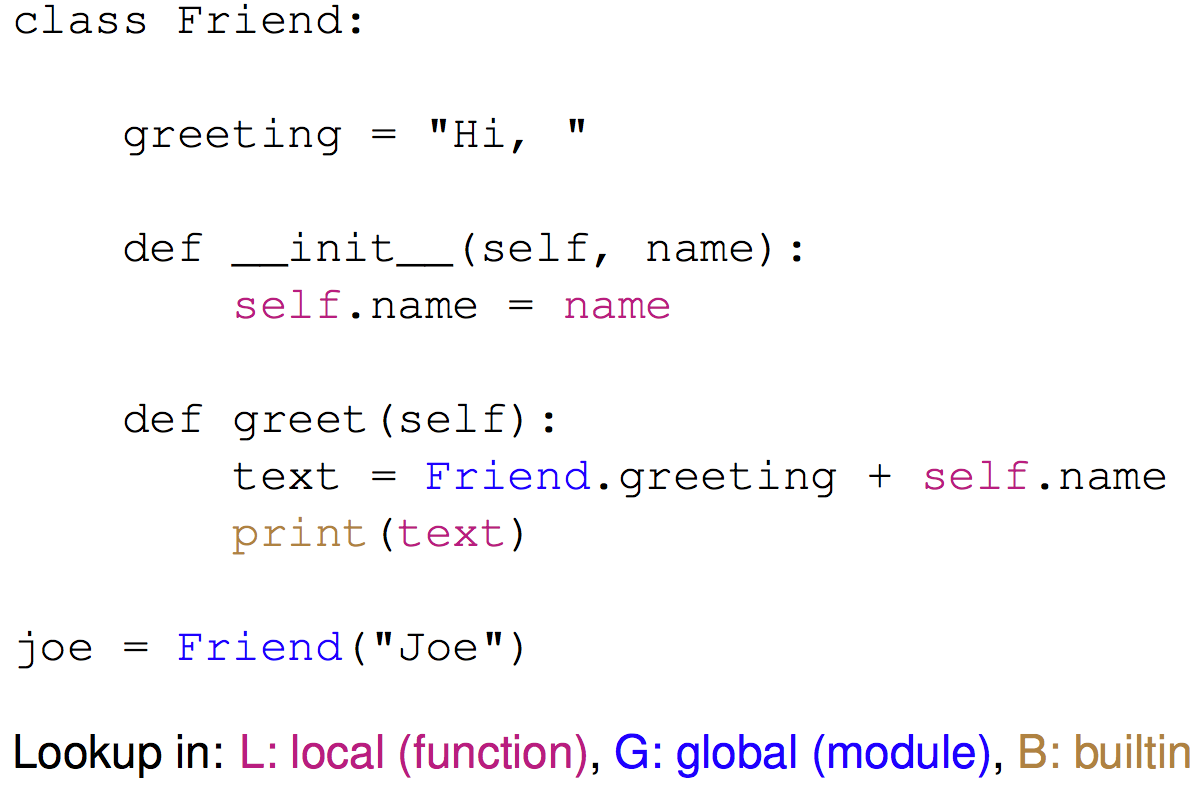 class Friend:
    greeting = "Hi, "
    def __init__(self, name):
        self.name = name
    def greet(self):
        text = Friend.greeting + self.name
        print(text)
joe = Friend("Joe")
Lookup in: L: local (function), G: global (module), B: builtin